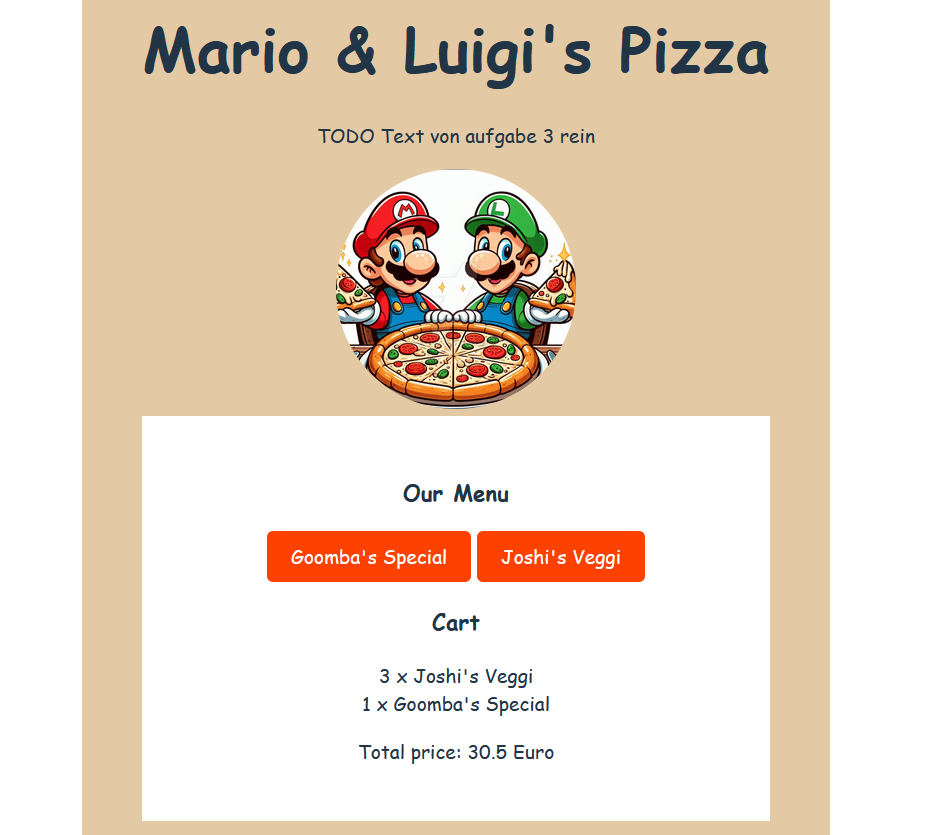 Mario & Luigi's Pizza
TODO Text von aufgabe 3 rein
M
L
Our Menu
Goomba's Special Joshi's Veggi
Cart
3 x Joshi's Veggi
1 x Goomba's Special
Total price: 30.5 Euro